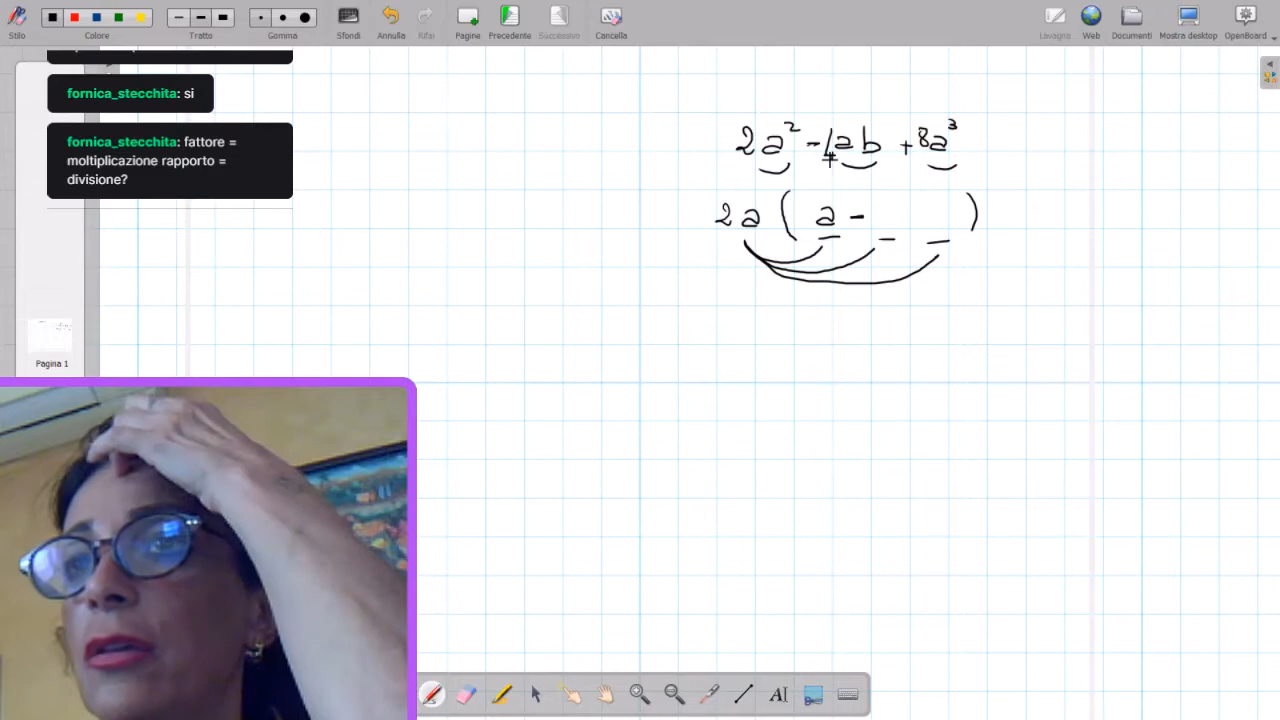 Stilo
Colore
Tratto
Gomma
Sfondi
Annulla
Rifai
Pagine
Precedente
Successivo
Cancella
Lavagna
Web
Documenti
Mostra desktop
OpenBoard
fornica_stecchita: si
fornica_stecchita: fattore =
moltiplicazione rapporto =
divisione?
2a² - 4ab + 8a³
2a ( a - _ _ )
Pagina 1
AI